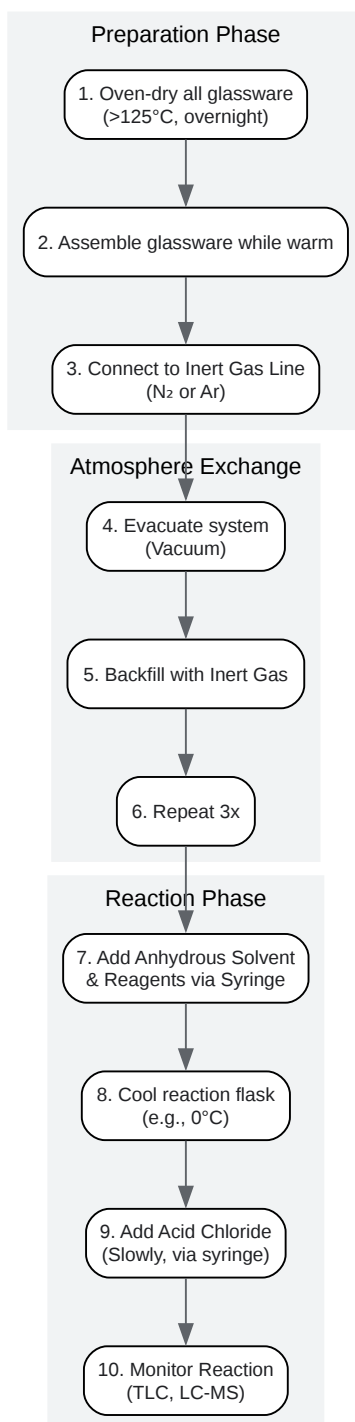 Preparation Phase
1. Oven-dry all glassware
(>125°C, overnight)
2. Assemble glassware while warm
3. Connect to Inert Gas Line
(N₂ or Ar)
Atmosphere Exchange
4. Evacuate system
(Vacuum)
5. Backfill with Inert Gas
6. Repeat 3x
Reaction Phase
7. Add Anhydrous Solvent
& Reagents via Syringe
8. Cool reaction flask
(e.g., 0°C)
9. Add Acid Chloride
(Slowly, via syringe)
10. Monitor Reaction
(TLC, LC-MS)